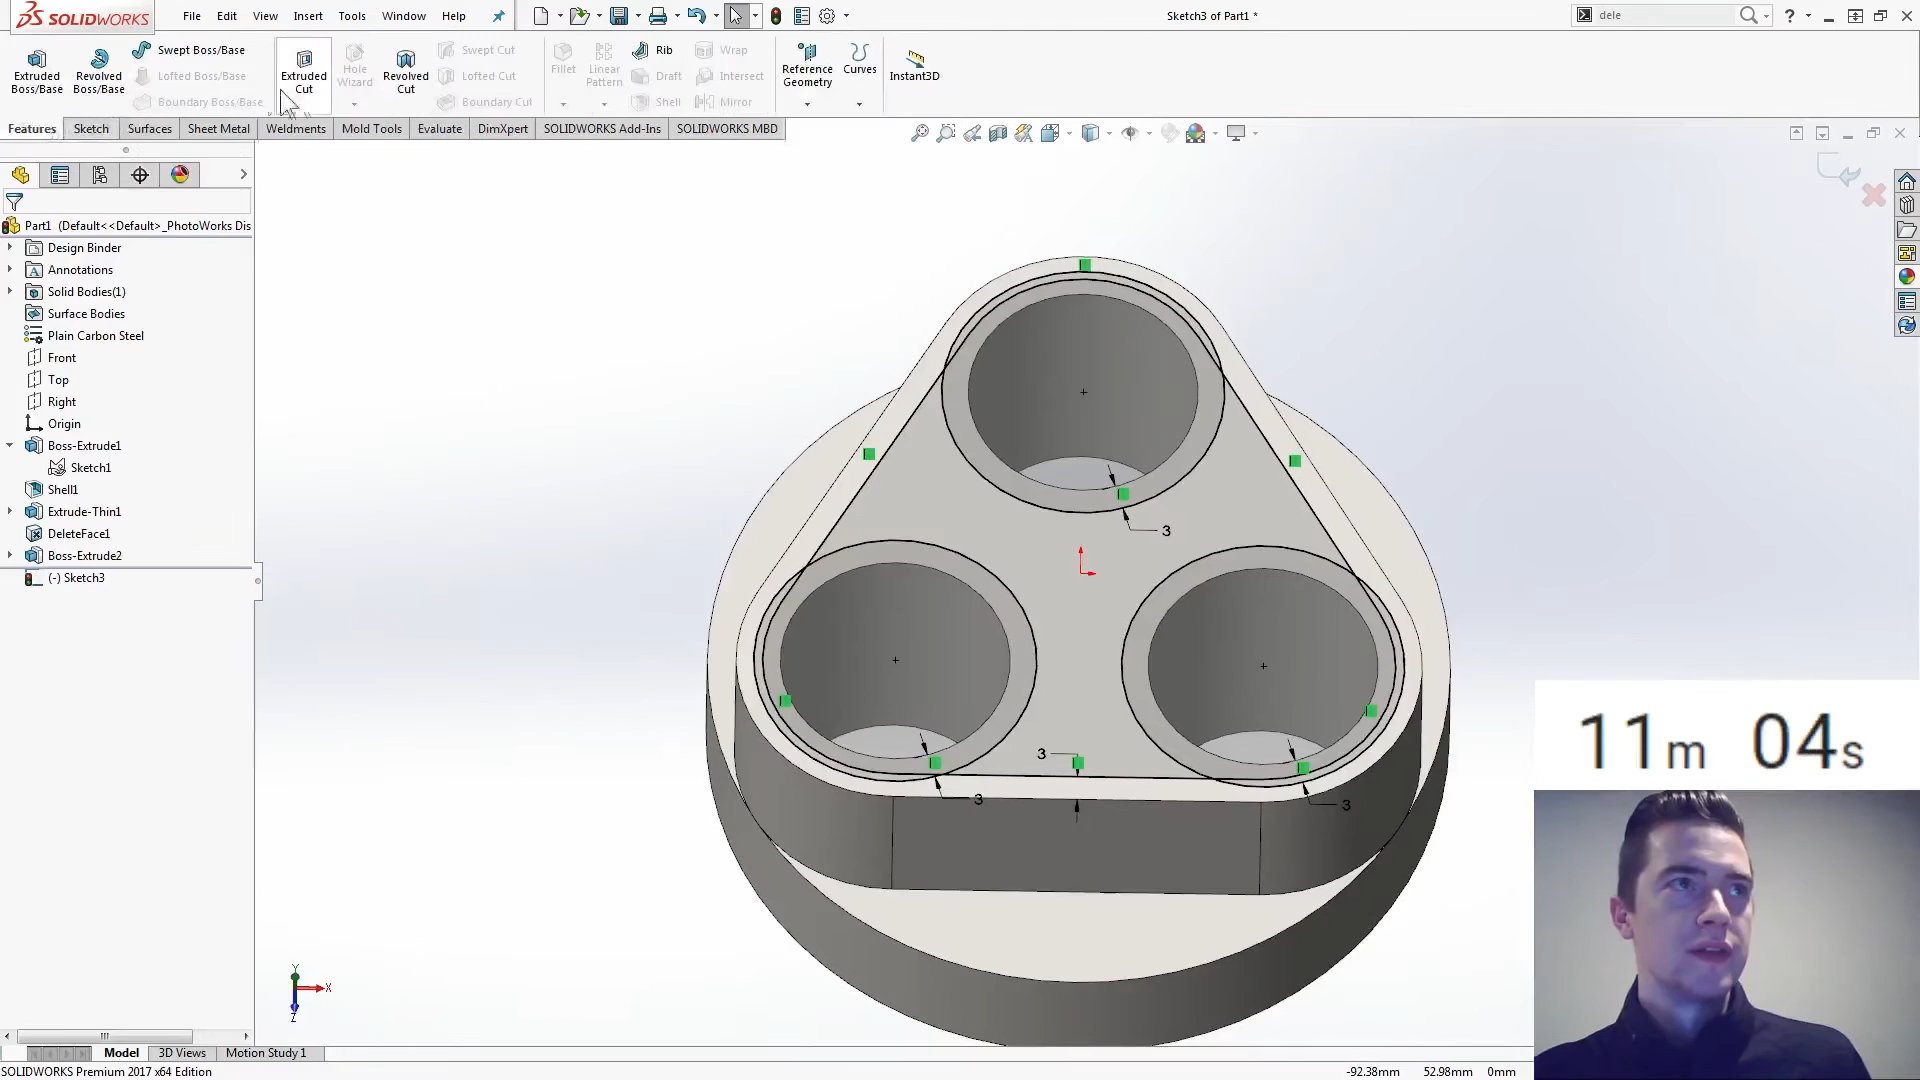 SOLIDWORKS
File Edit View Insert Tools Window Help
Sketch3 of Part1 *
dele
Extruded Boss/Base
Revolved Boss/Base
Swept Boss/Base
Lofted Boss/Base
Boundary Boss/Base
Extruded Cut
Hole Wizard
Revolved Cut
Swept Cut
Lofted Cut
Boundary Cut
Fillet
Linear Pattern
Rib
Draft
Shell
Wrap
Intersect
Mirror
Reference Geometry
Curves
Instant3D
Features Sketch Surfaces Sheet Metal Weldments Mold Tools Evaluate DimXpert SOLIDWORKS Add-Ins SOLIDWORKS MBD
Part1 (Default<<Default>_PhotoWorks Dis
Design Binder
Annotations
Solid Bodies(1)
Surface Bodies
Plain Carbon Steel
Front
Top
Right
Origin
Boss-Extrude1
Sketch1
Shell1
Extrude-Thin1
DeleteFace1
Boss-Extrude2
(-) Sketch3
3
3
3
3
11m 04s
Y
X
Z
Model 3D Views Motion Study 1
SOLIDWORKS Premium 2017 x64 Edition
-92.38mm 52.98mm 0mm